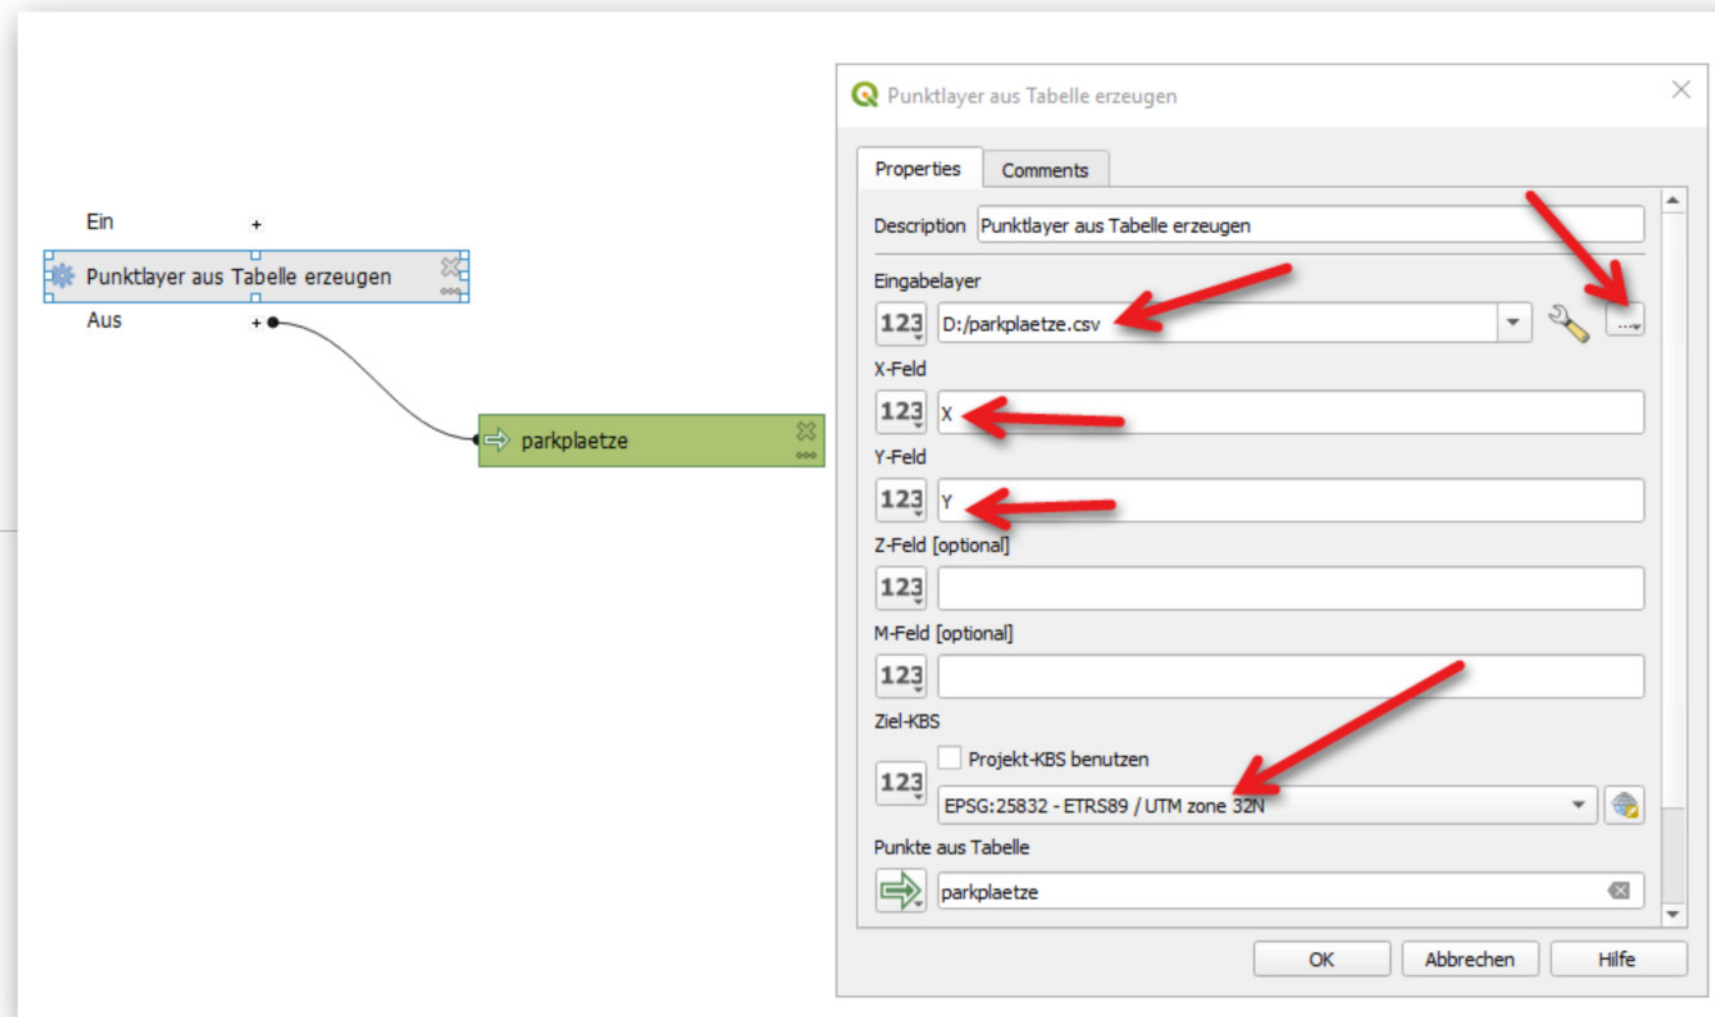 Ein
+
Punktlayer aus Tabelle erzeugen
Aus
+
parkplaetze
Punktlayer aus Tabelle erzeugen
Properties
Comments
Description
Punktlayer aus Tabelle erzeugen
Eingabelayer
123
D:/parkplaetze.csv
...
X-Feld
123
X
Y-Feld
123
Y
Z-Feld [optional]
123
M-Feld [optional]
123
Ziel-KBS
Projekt-KBS benutzen
123
EPSG:25832 - ETRS89 / UTM zone 32N
Punkte aus Tabelle
parkplaetze
OK
Abbrechen
Hilfe